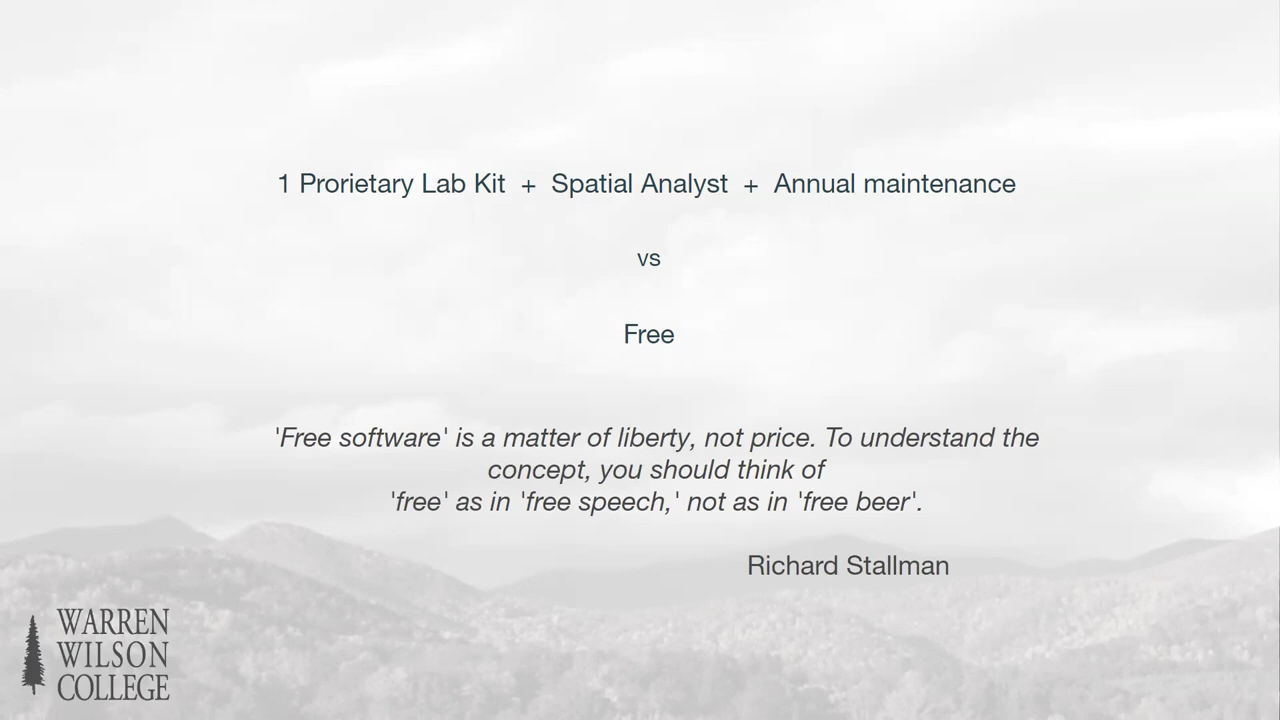 1 Prorietary Lab Kit + Spatial Analyst + Annual maintenance
vs
Free
'Free software' is a matter of liberty, not price. To understand the
concept, you should think of
'free' as in 'free speech,' not as in 'free beer'.
Richard Stallman
WARREN
WILSON
COLLEGE